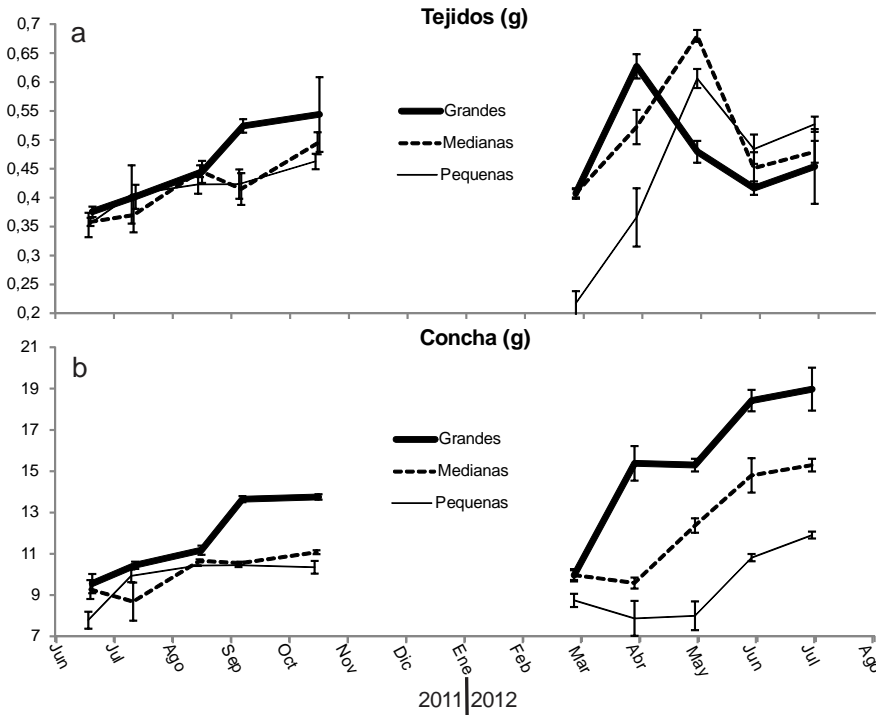 Tejidos (g)
a
0,7
0,65
0,6
0,55
0,5
0,45
0,4
0,35
0,3
0,25
0,2
Grandes
Medianas
Pequenas
Concha (g)
b
21
19
17
15
13
11
9
7
Grandes
Medianas
Pequenas
Jun Jul Ago Sep Oct Nov Dic Ene Feb Mar Abr May Jun Jul Ago
2011 2012